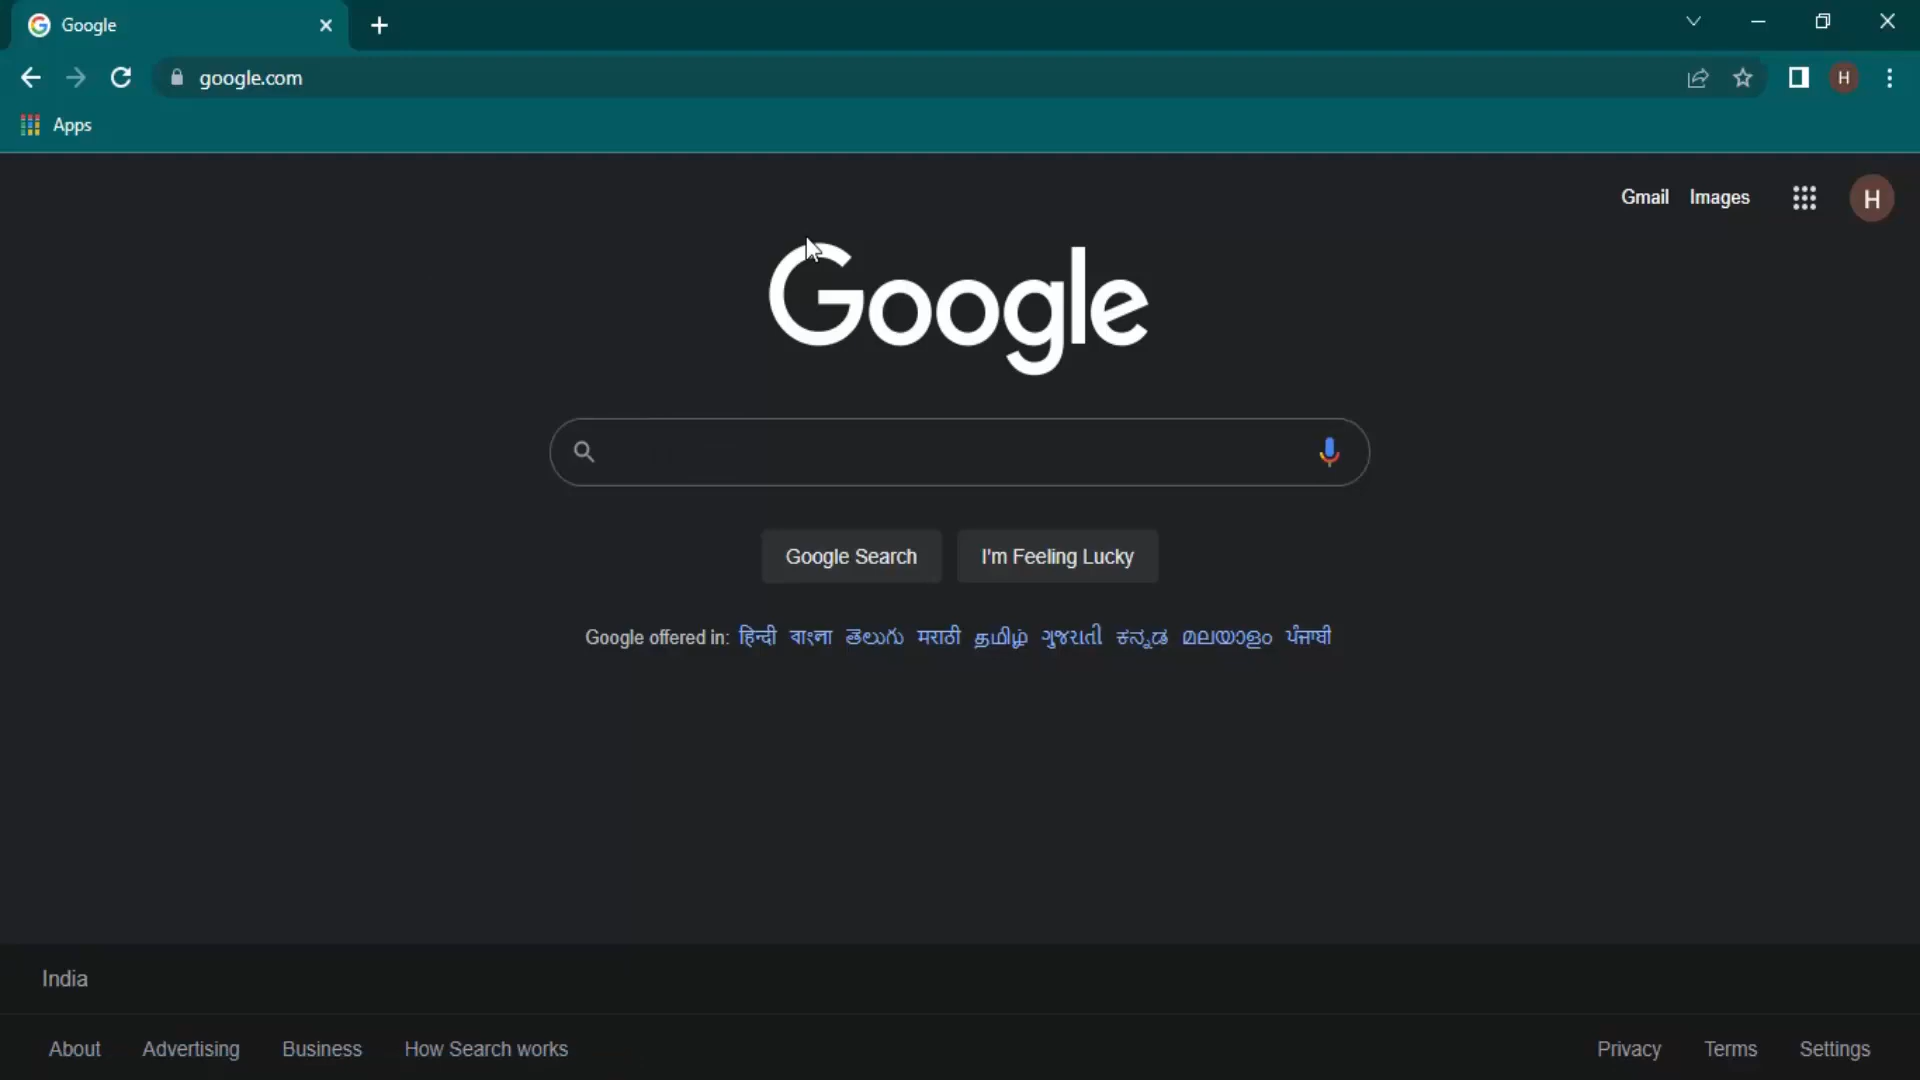 Google
google.com
H
Apps
Gmail Images
H
Google
Google Search I'm Feeling Lucky
Google offered in: हिन्दी বাংলা తెలుగు मराठी தமிழ் ગુજરાતી ಕನ್ನಡ മലയാളം ਪੰਜਾਬੀ
India
About Advertising Business How Search works Privacy Terms Settings